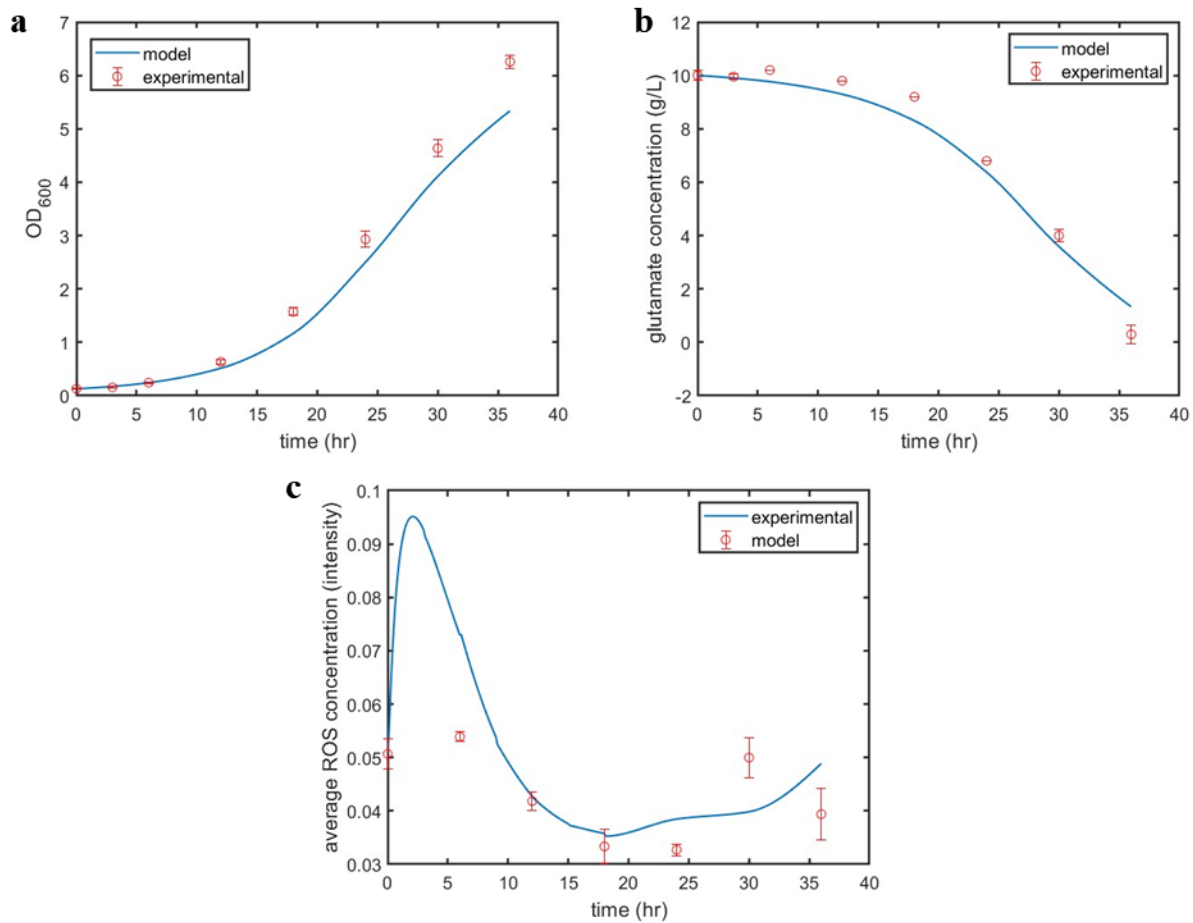 a
7
6
5
4
3
2
1
0
OD600
model
experimental
0 5 10 15 20 25 30 35 40
time (hr)
b
12
10
8
6
4
2
0
-2
glutamate concentration (g/L)
model
experimental
0 5 10 15 20 25 30 35 40
time (hr)
c
0.1
0.09
0.08
0.07
0.06
0.05
0.04
0.03
average ROS concentration (intensity)
experimental
model
0 5 10 15 20 25 30 35 40
time (hr)